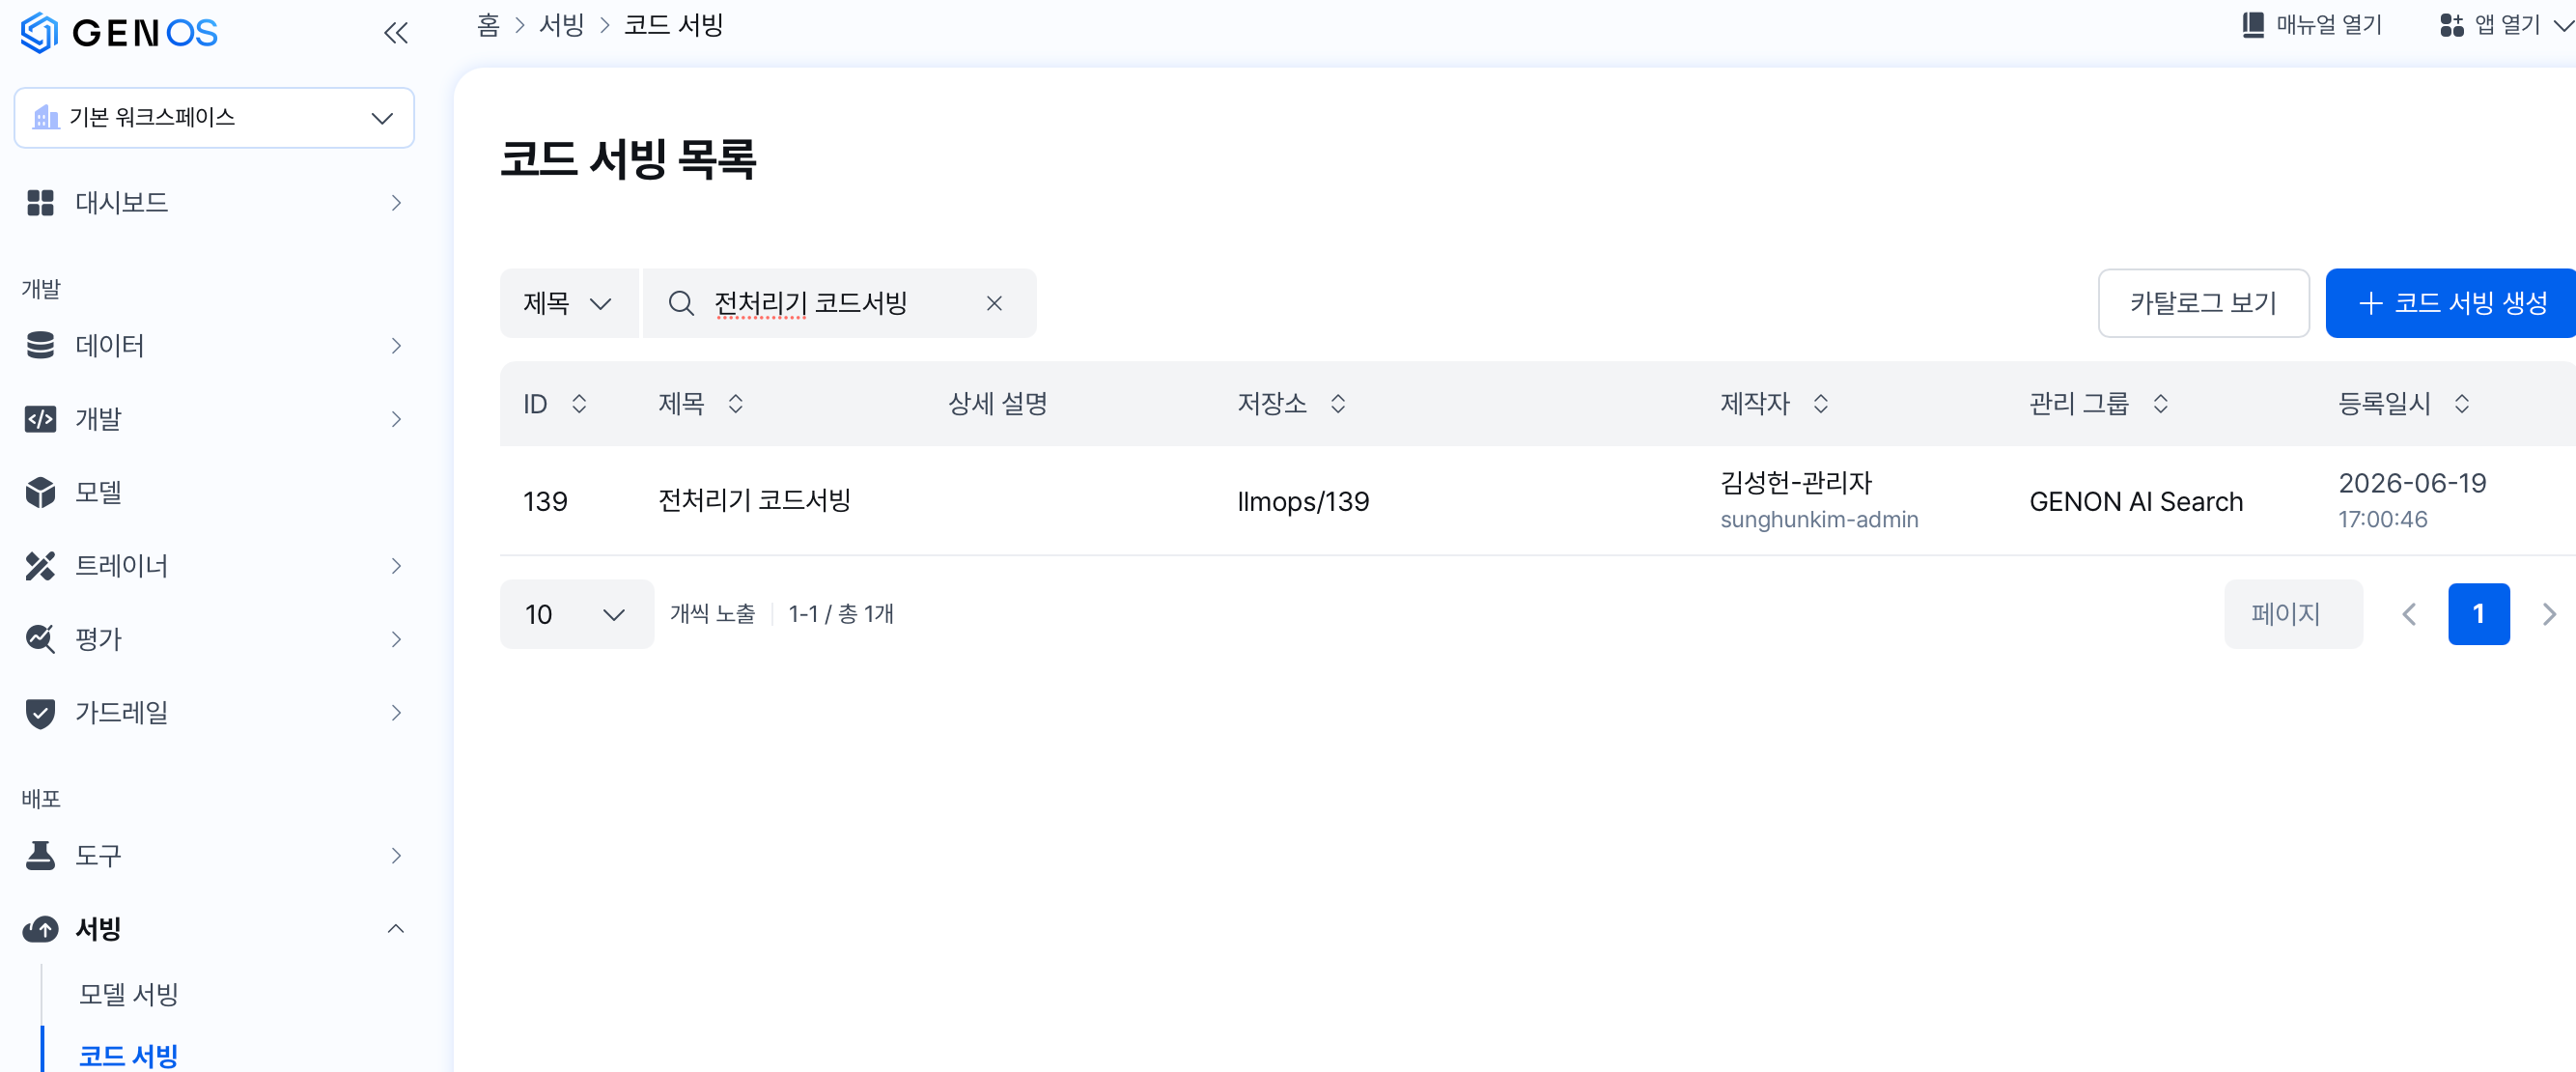 GENOS
홈 > 서빙 > 코드 서빙
매뉴얼 열기
앱 열기
기본 워크스페이스
대시보드
개발
데이터
개발
모델
트레이너
평가
가드레일
배포
도구
서빙
모델 서빙
코드 서빙
코드 서빙 목록
제목
전처리기 코드서빙
카탈로그 보기
+ 코드 서빙 생성
ID 제목 상세 설명 저장소 제작자 관리 그룹 등록일시
139 전처리기 코드서빙 llmops/139 김성헌-관리자 GENON AI Search 2026-06-19
sunghunkim-admin 17:00:46
10 개씩 노출 1-1 / 총 1개
페이지 1